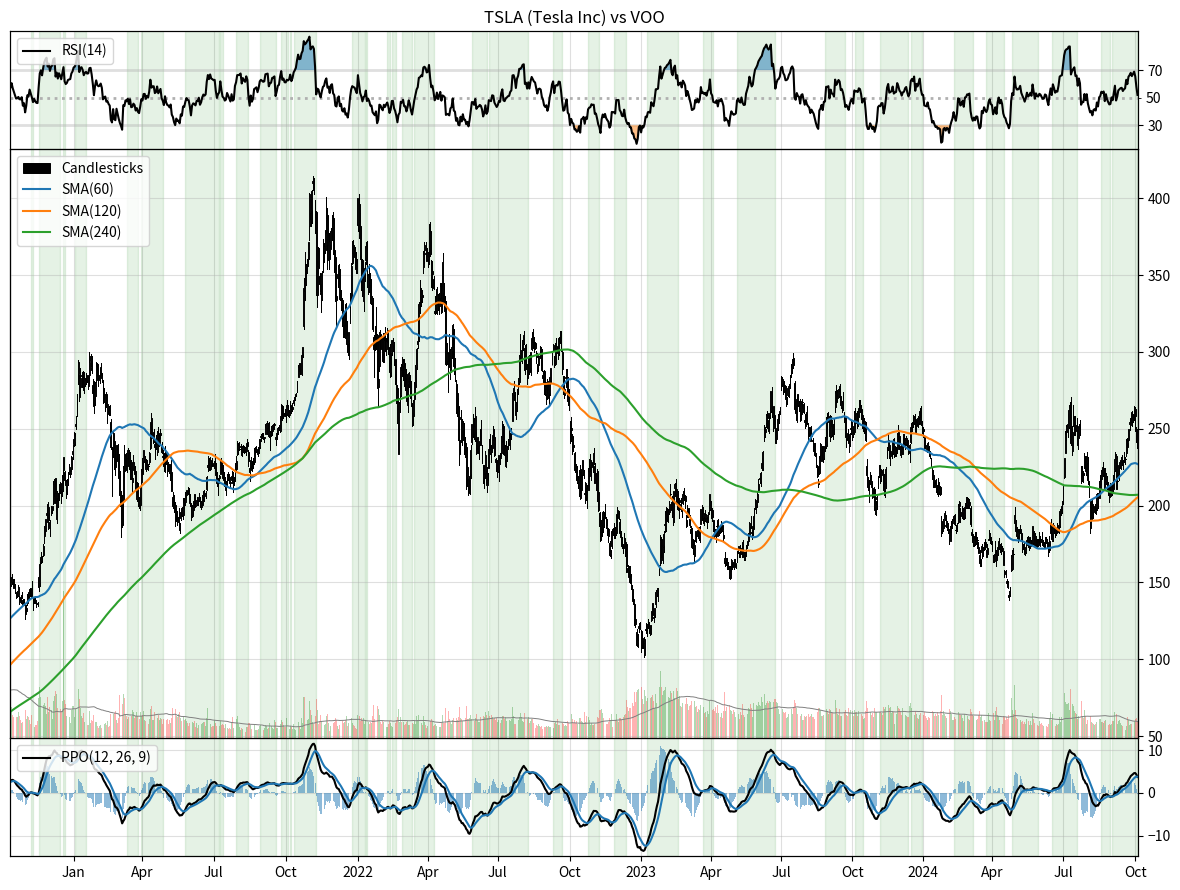 TSLA (Tesla Inc) vs VOO
RSI(14)
70
50
30
Candlesticks
SMA(60)
SMA(120)
SMA(240)
400
350
300
250
200
150
100
50
PPO(12, 26, 9)
10
0
−10
Jan Apr Jul Oct 2022 Apr Jul Oct 2023 Apr Jul Oct 2024 Apr Jul Oct